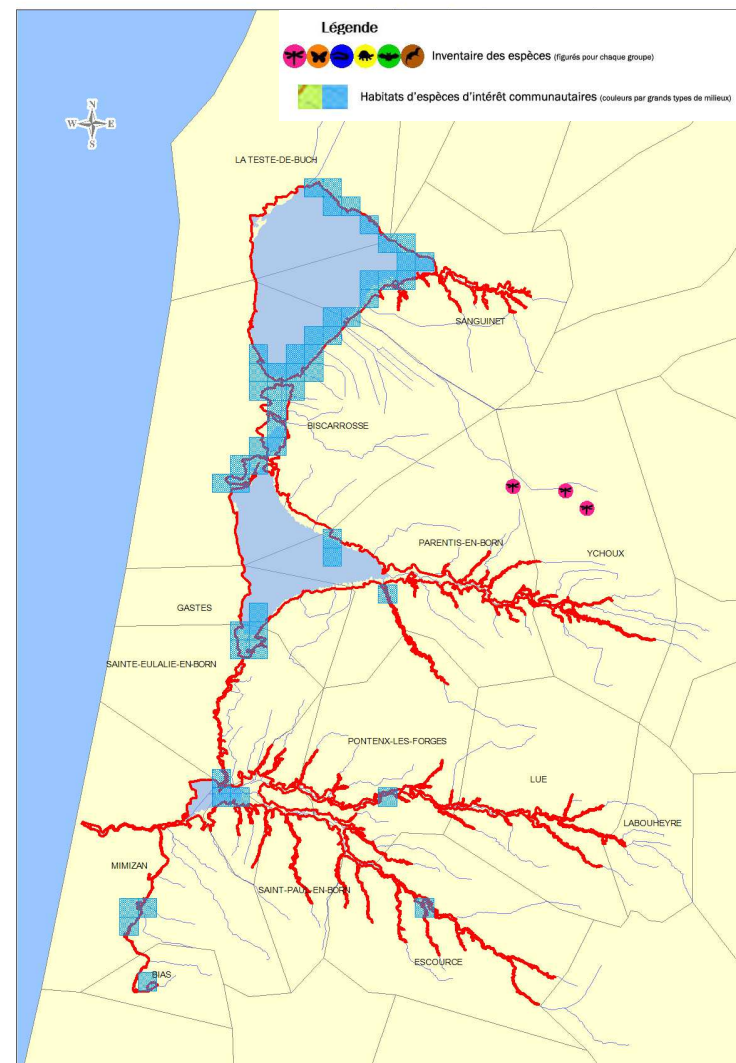 Légende
Inventaire des espèces (figurés pour chaque groupe)
Habitats d'espèces d'intérêt communautaires (couleurs par grands types de milieux)
N
W E
S
LA TESTE-DE-BUCH
SANGUINET
BISCARROSSE
PARENTIS-EN-BORN
YCHOUX
GASTES
SAINTE-EULALIE-EN-BORN
PONTENX-LES-FORGES
LUE
LABOUHEYRE
MIMIZAN
SAINT-PAUL-EN-BORN
ESCOURCE
BIAS